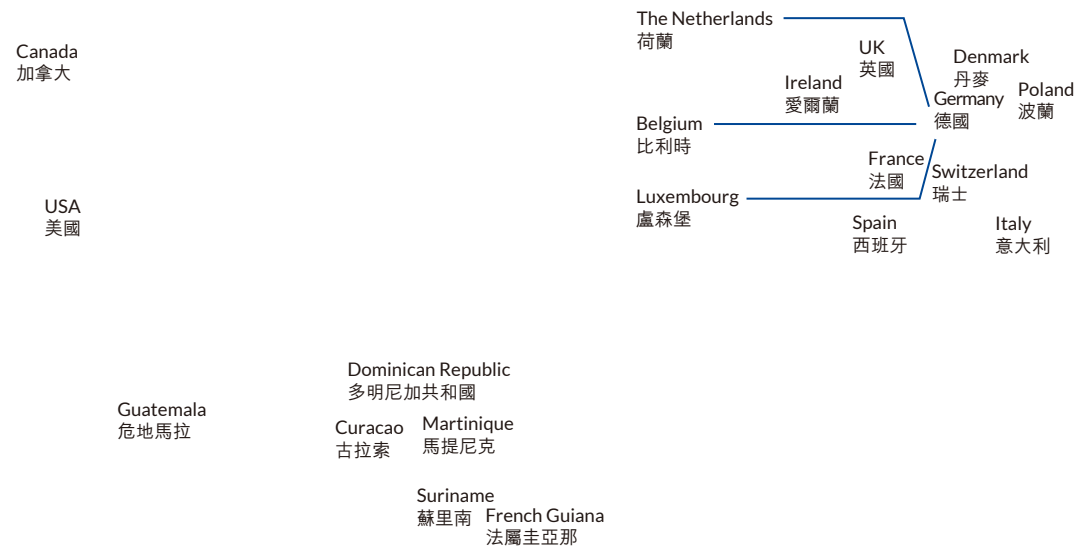 The Netherlands
荷蘭
Canada
加拿大
UK
英國
Denmark
丹麥
Ireland
愛爾蘭
Germany
德國
Poland
波蘭
Belgium
比利時
France
法國
Switzerland
瑞士
Luxembourg
盧森堡
USA
美國
Spain
西班牙
Italy
意大利
Dominican Republic
多明尼加共和國
Guatemala
危地馬拉
Curacao
古拉索
Martinique
馬提尼克
Suriname
蘇里南
French Guiana
法屬圭亞那